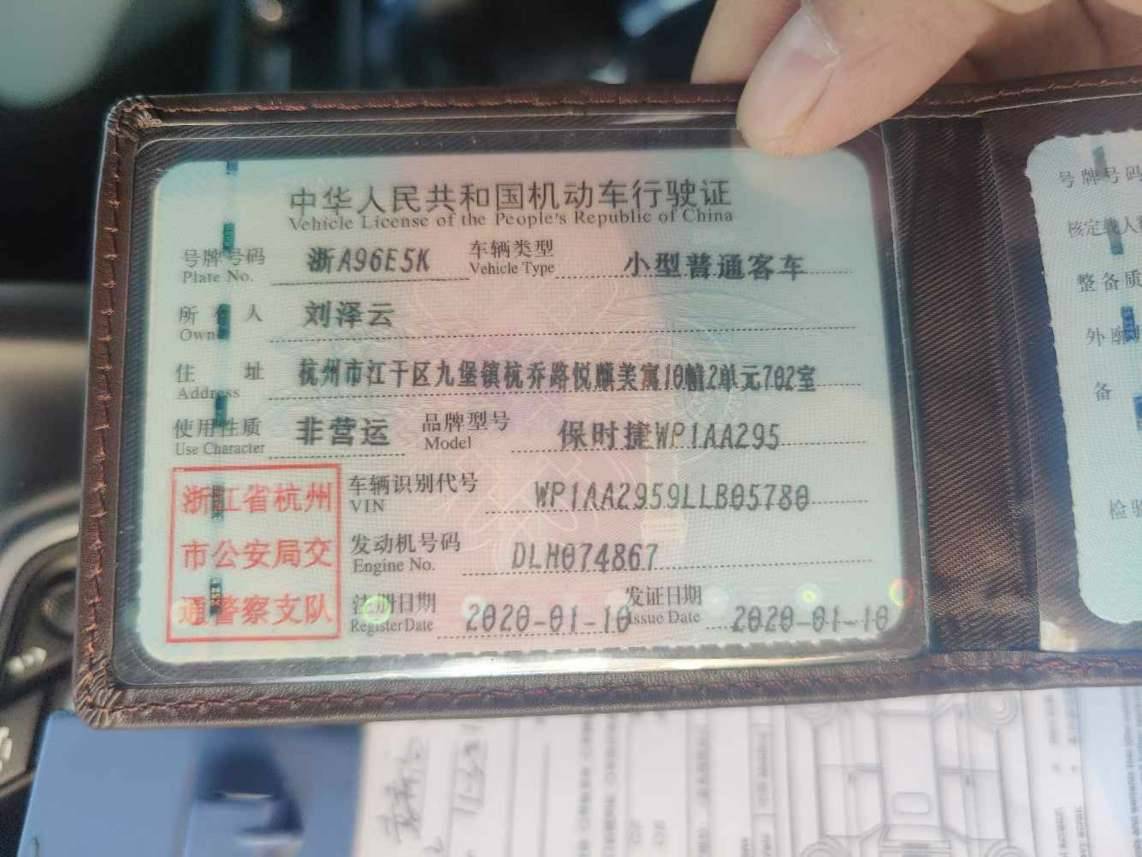 中华人民共和国机动车行驶证
Vehicle License of the People's Republic of China
号牌号码 浙A96E5K 车辆类型 小型普通客车
Plate No. Vehicle Type
所有人 刘泽云
Owner
住址 杭州市江干区九堡镇杭乔路悦麒美寓10幢2单元702室
Address
使用性质 非营运 品牌型号 保时捷WP1AA295
Use Character Model
浙江省杭州
市公安局交
通警察支队
车辆识别代号 WP1AA2959LLB05780
VIN
发动机号码 DLH074867
Engine No.
注册日期 2020-01-10 发证日期 2020-01-10
Register Date Issue Date
号牌号码
核定载人
整备质
外廓
备
检验